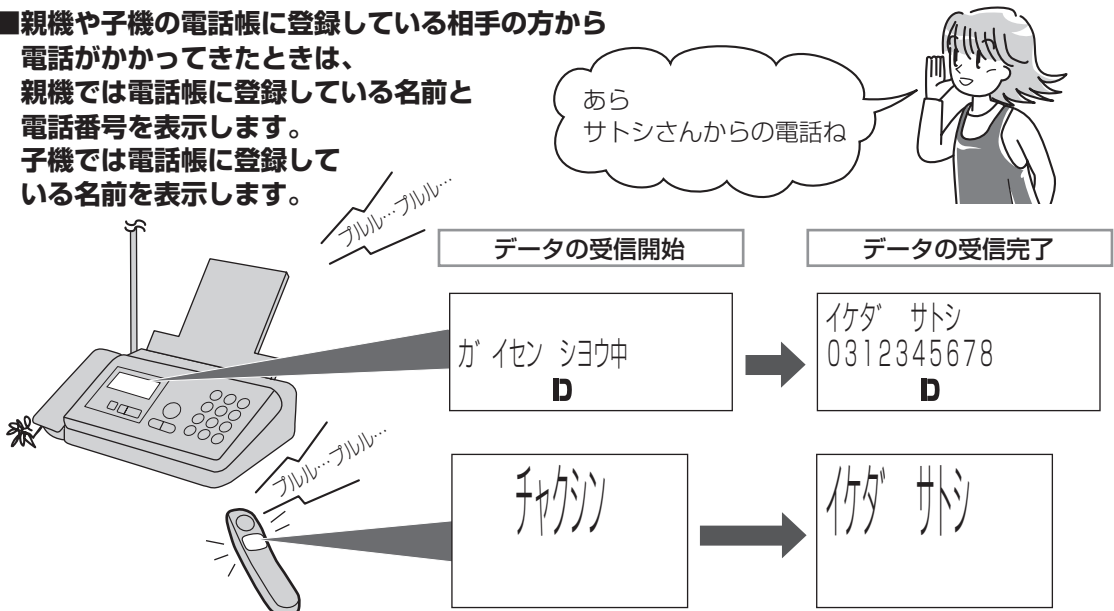 ■親機や子機の電話帳に登録している相手の方から
電話がかかってきたときは、
親機では電話帳に登録している名前と
電話番号を表示します。
子機では電話帳に登録して
いる名前を表示します。
あら
サトシさんからの電話ね
プルル…プルル…
データの受信開始
データの受信完了
ガイセン シヨウ中
D
イケダ サトシ
0312345678
D
プルル…プルル…
チャクシン
イケダ サトシ